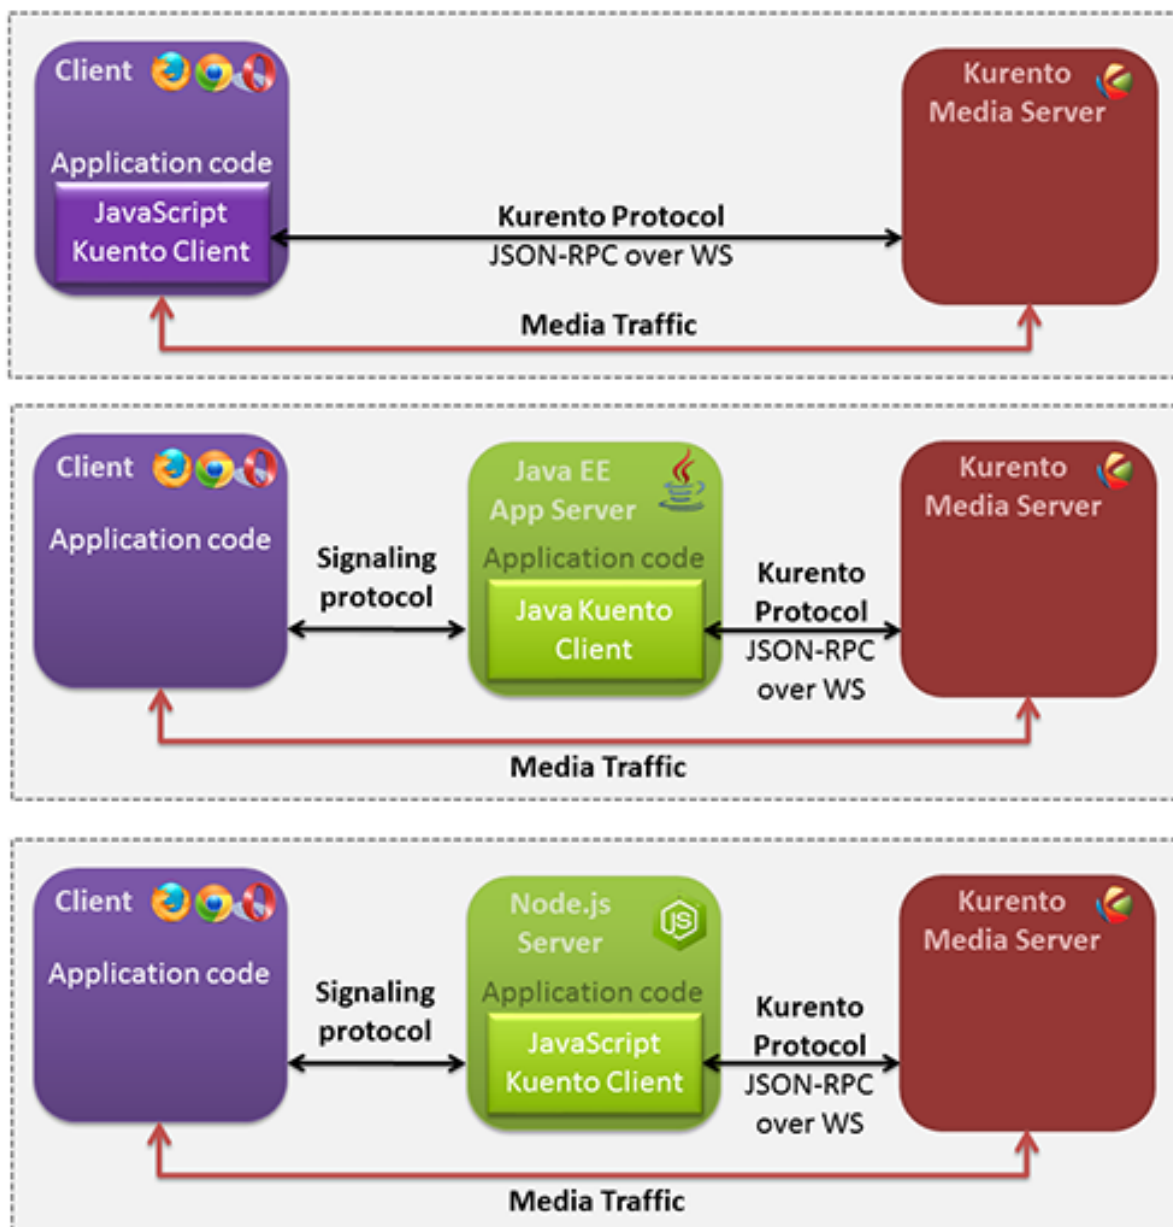 Client
Kurento
Media Server
Application code
JavaScript
Kuento Client
Kurento Protocol
JSON-RPC over WS
Media Traffic
Client
Java EE
App Server
Kurento
Media Server
Application code
Signaling
protocol
Application code
Java Kuento
Client
Kurento
Protocol
JSON-RPC
over WS
Media Traffic
Client
Node.js
Server
JS
Kurento
Media Server
Application code
Signaling
protocol
Application code
JavaScript
Kuento Client
Kurento
Protocol
JSON-RPC
over WS
Media Traffic